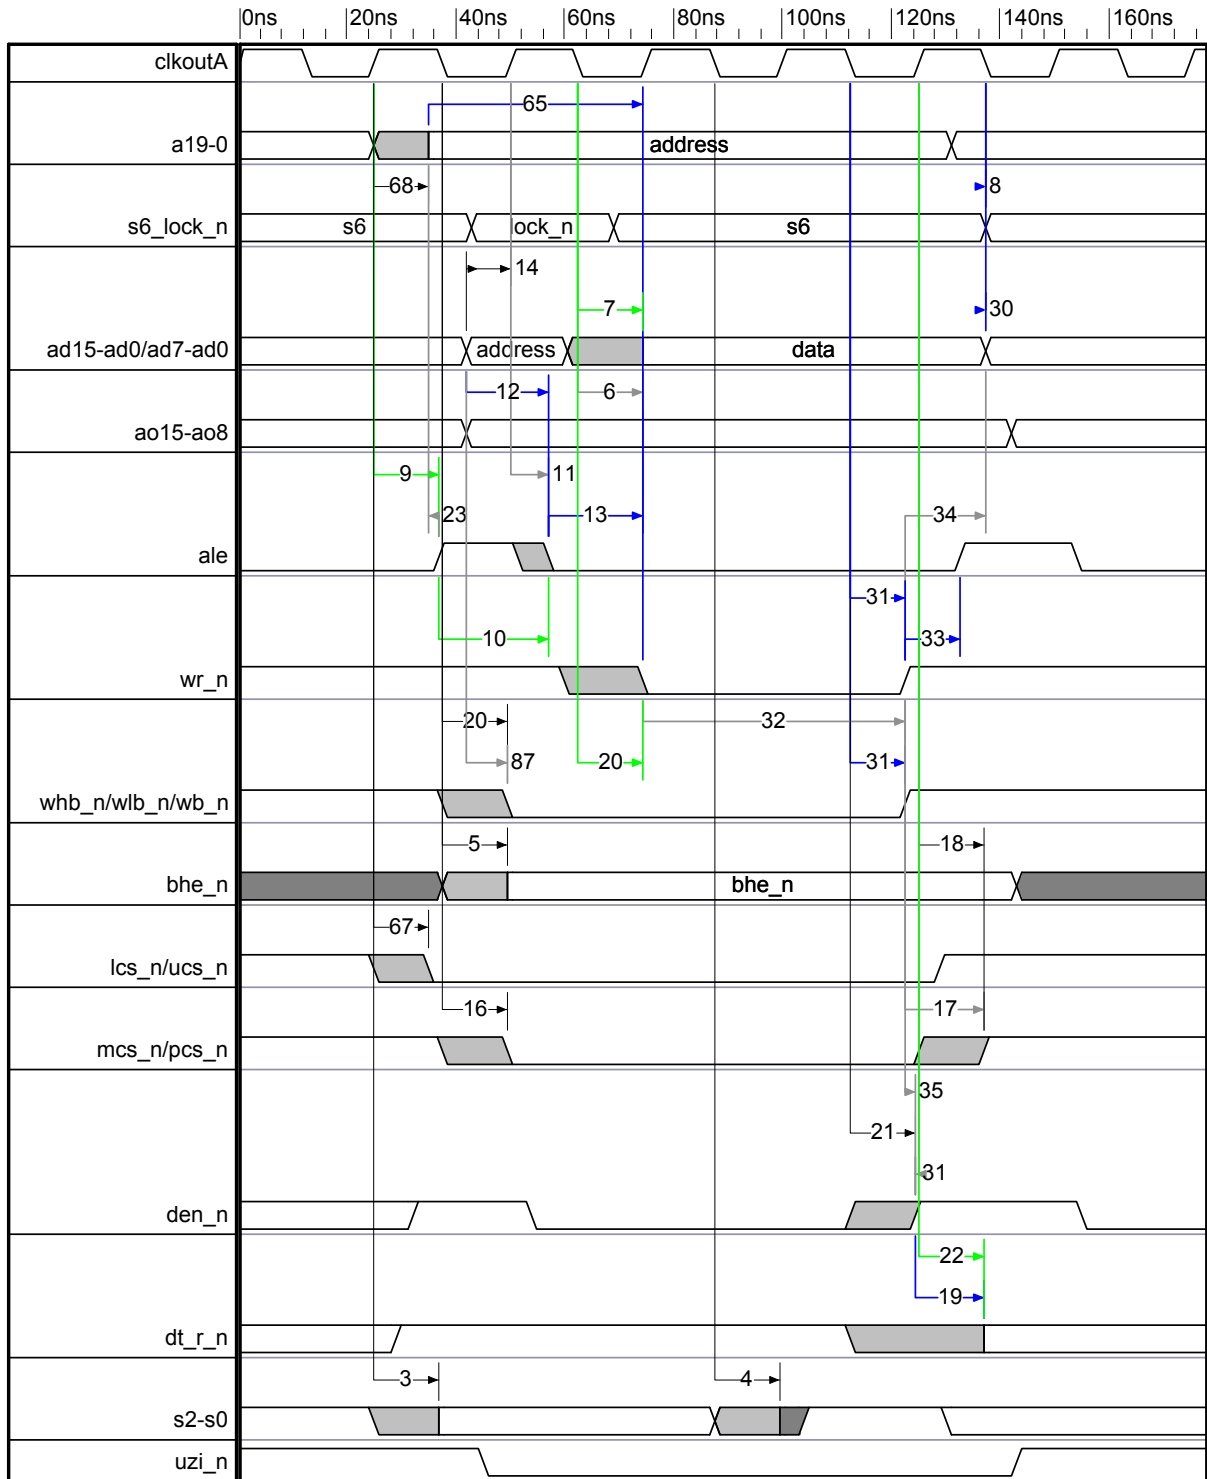 0ns 20ns 40ns 60ns 80ns 100ns 120ns 140ns 160ns
clkoutA
65
a19-0 address
68 8
s6_lock_n s6 lock_n s6
14
7 30
ad15-ad0/ad7-ad0 address data
12 6
ao15-ao8
9 11
23 13 34
ale
31
10 33
wr_n
20 32
87 20 31
whb_n/wlb_n/wb_n
5 18
bhe_n bhe_n
67
lcs_n/ucs_n
16 17
mcs_n/pcs_n
35
21
31
den_n
22
19
dt_r_n
3 4
s2-s0
uzi_n